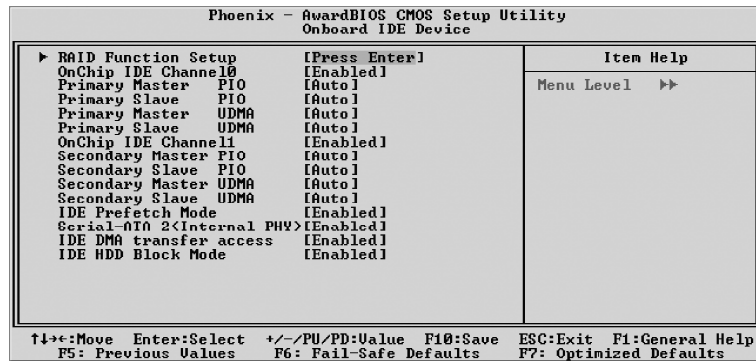 Phoenix - AwardBIOS CMOS Setup Utility
Onboard IDE Device
▶ RAID Function Setup [Press Enter]
OnChip IDE Channel0 [Enabled]
Primary Master PIO [Auto]
Primary Slave PIO [Auto]
Primary Master UDMA [Auto]
Primary Slave UDMA [Auto]
OnChip IDE Channel1 [Enabled]
Secondary Master PIO [Auto]
Secondary Slave PIO [Auto]
Secondary Master UDMA [Auto]
Secondary Slave UDMA [Auto]
IDE Prefetch Mode [Enabled]
Serial-ATA 2<Internal PHY>[Enabled]
IDE DMA transfer access [Enabled]
IDE HDD Block Mode [Enabled]
Item Help
Menu Level ▶▶
↑↓→←:Move Enter:Select +/-/PU/PD:Value F10:Save ESC:Exit F1:General Help
F5: Previous Values F6: Fail-Safe Defaults F7: Optimized Defaults